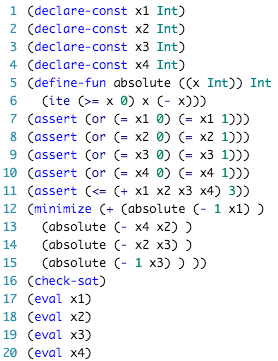 1 (declare-const x1 Int)
2 (declare-const x2 Int)
3 (declare-const x3 Int)
4 (declare-const x4 Int)
5 (define-fun absolute ((x Int)) Int
6   (ite (>= x 0) x (- x)))
7 (assert (or (= x1 0) (= x1 1)))
8 (assert (or (= x2 0) (= x2 1)))
9 (assert (or (= x3 0) (= x3 1)))
10 (assert (or (= x4 0) (= x4 1)))
11 (assert (<= (+ x1 x2 x3 x4) 3))
12 (minimize (+ (absolute (- 1 x1) )
13   (absolute (- x4 x2) )
14   (absolute (- x2 x3) )
15   (absolute (- 1 x3) ) ))
16 (check-sat)
17 (eval x1)
18 (eval x2)
19 (eval x3)
20 (eval x4)